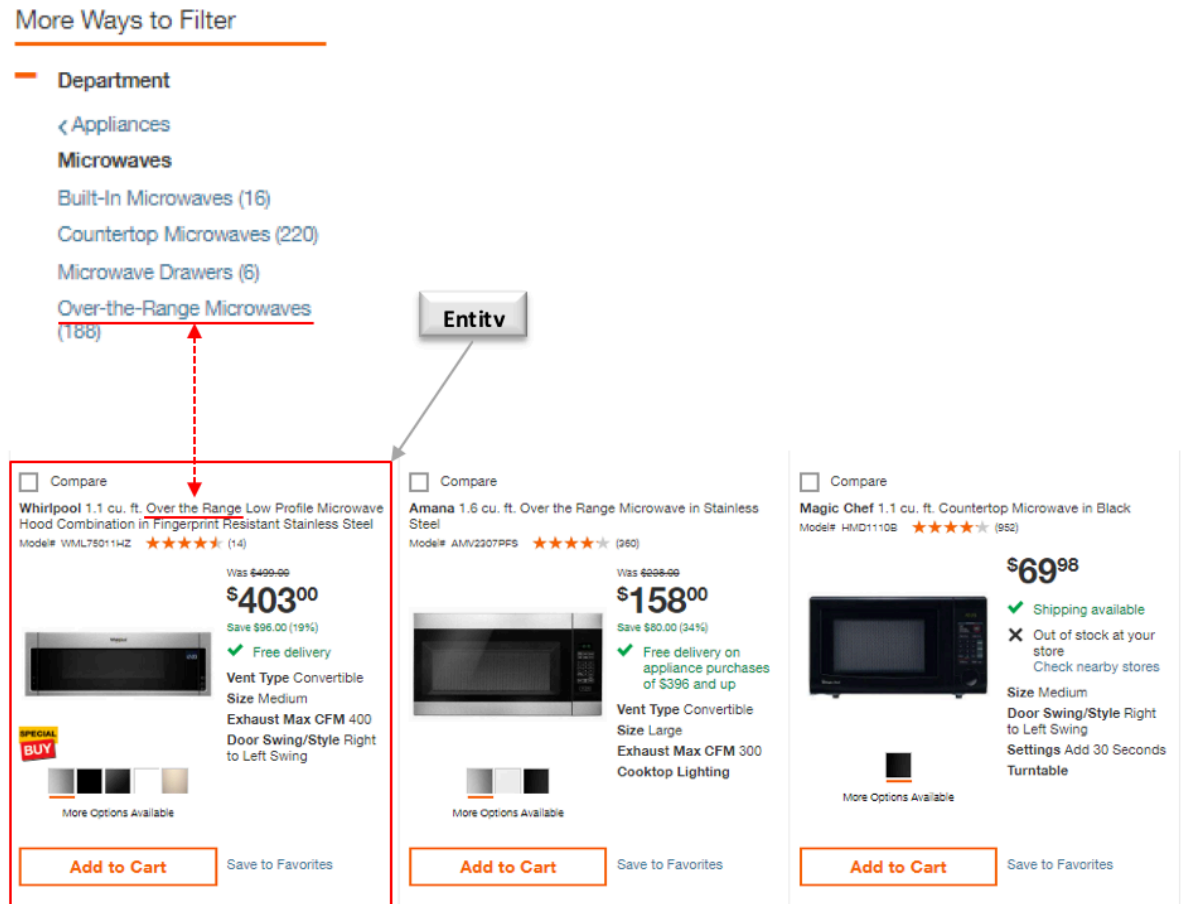 More Ways to Filter
Department
Appliances
Microwaves
Built-In Microwaves (16)
Countertop Microwaves (220)
Microwave Drawers (6)
Over-the-Range Microwaves
(188)
Entity
Compare
Whirlpool 1.1 cu. ft. Over the Range Low Profile Microwave
Hood Combination in Fingerprint Resistant Stainless Steel
Model# WML75011HZ (14)
Was $499.00
$40300
Save $96.00 (19%)
Free delivery
Vent Type Convertible
Size Medium
Exhaust Max CFM 400
Door Swing/Style Right
to Left Swing
SPECIAL
BUY
More Options Available
Add to Cart
Save to Favorites
Compare
Amana 1.6 cu. ft. Over the Range Microwave in Stainless
Steel
Model# AMV2307PFS (360)
Was $238.00
$15800
Save $80.00 (34%)
Free delivery on
appliance purchases
of $396 and up
Vent Type Convertible
Size Large
Exhaust Max CFM 300
Cooktop Lighting
More Options Available
Add to Cart
Save to Favorites
Compare
Magic Chef 1.1 cu. ft. Countertop Microwave in Black
Model# HMD1110B (952)
$6998
Shipping available
Out of stock at your
store
Check nearby stores
Size Medium
Door Swing/Style Right
to Left Swing
Settings Add 30 Seconds
Turntable
More Options Available
Add to Cart
Save to Favorites